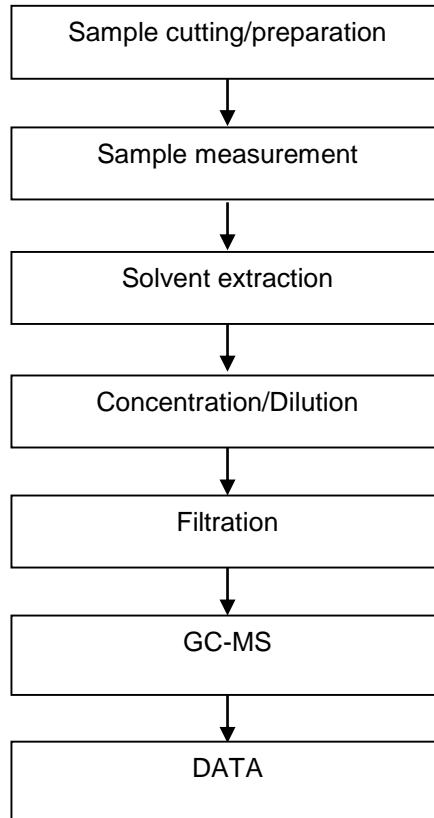 Sample cutting/preparation
Sample measurement
Solvent extraction
Concentration/Dilution
Filtration
GC-MS
DATA